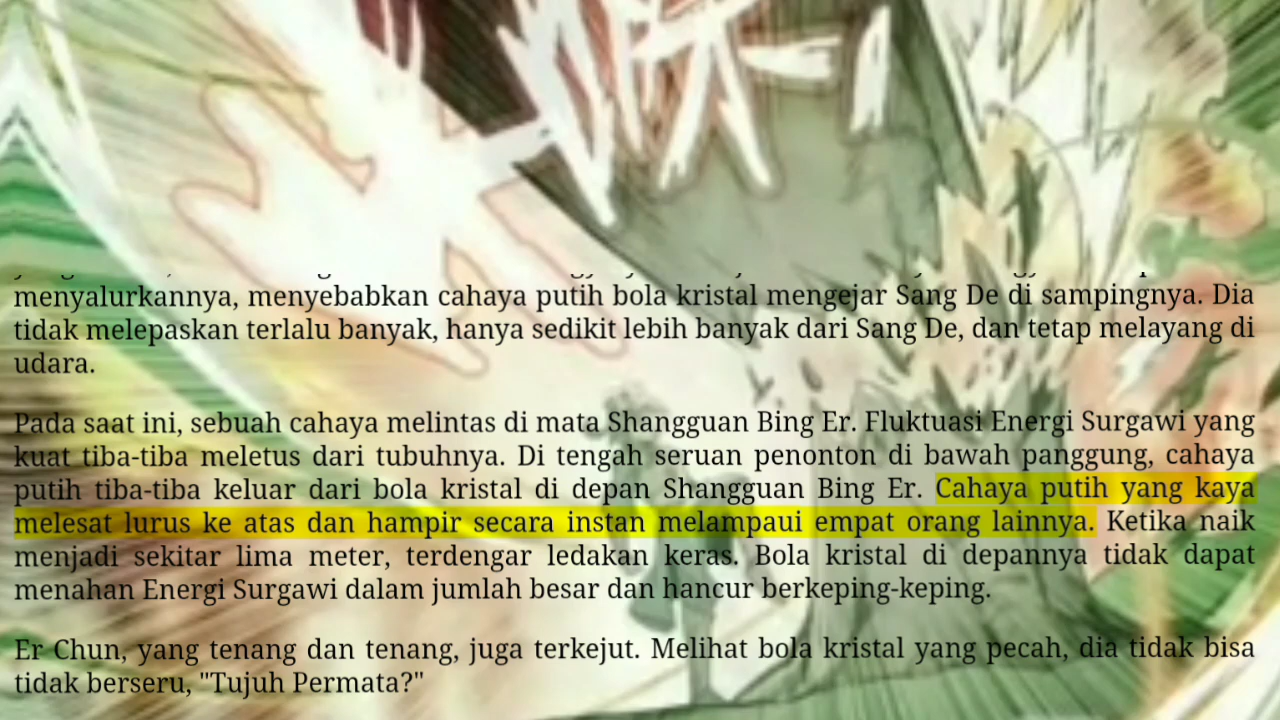 menyalurkannya, menyebabkan cahaya putih bola kristal mengejar Sang De di sampingnya. Dia
tidak melepaskan terlalu banyak, hanya sedikit lebih banyak dari Sang De, dan tetap melayang di
udara.
Pada saat ini, sebuah cahaya melintas di mata Shangguan Bing Er. Fluktuasi Energi Surgawi yang
kuat tiba-tiba meletus dari tubuhnya. Di tengah seruan penonton di bawah panggung, cahaya
putih tiba-tiba keluar dari bola kristal di depan Shangguan Bing Er. Cahaya putih yang kaya
melesat lurus ke atas dan hampir secara instan melampaui empat orang lainnya. Ketika naik
menjadi sekitar lima meter, terdengar ledakan keras. Bola kristal di depannya tidak dapat
menahan Energi Surgawi dalam jumlah besar dan hancur berkeping-keping.
Er Chun, yang tenang dan tenang, juga terkejut. Melihat bola kristal yang pecah, dia tidak bisa
tidak berseru, "Tujuh Permata?"